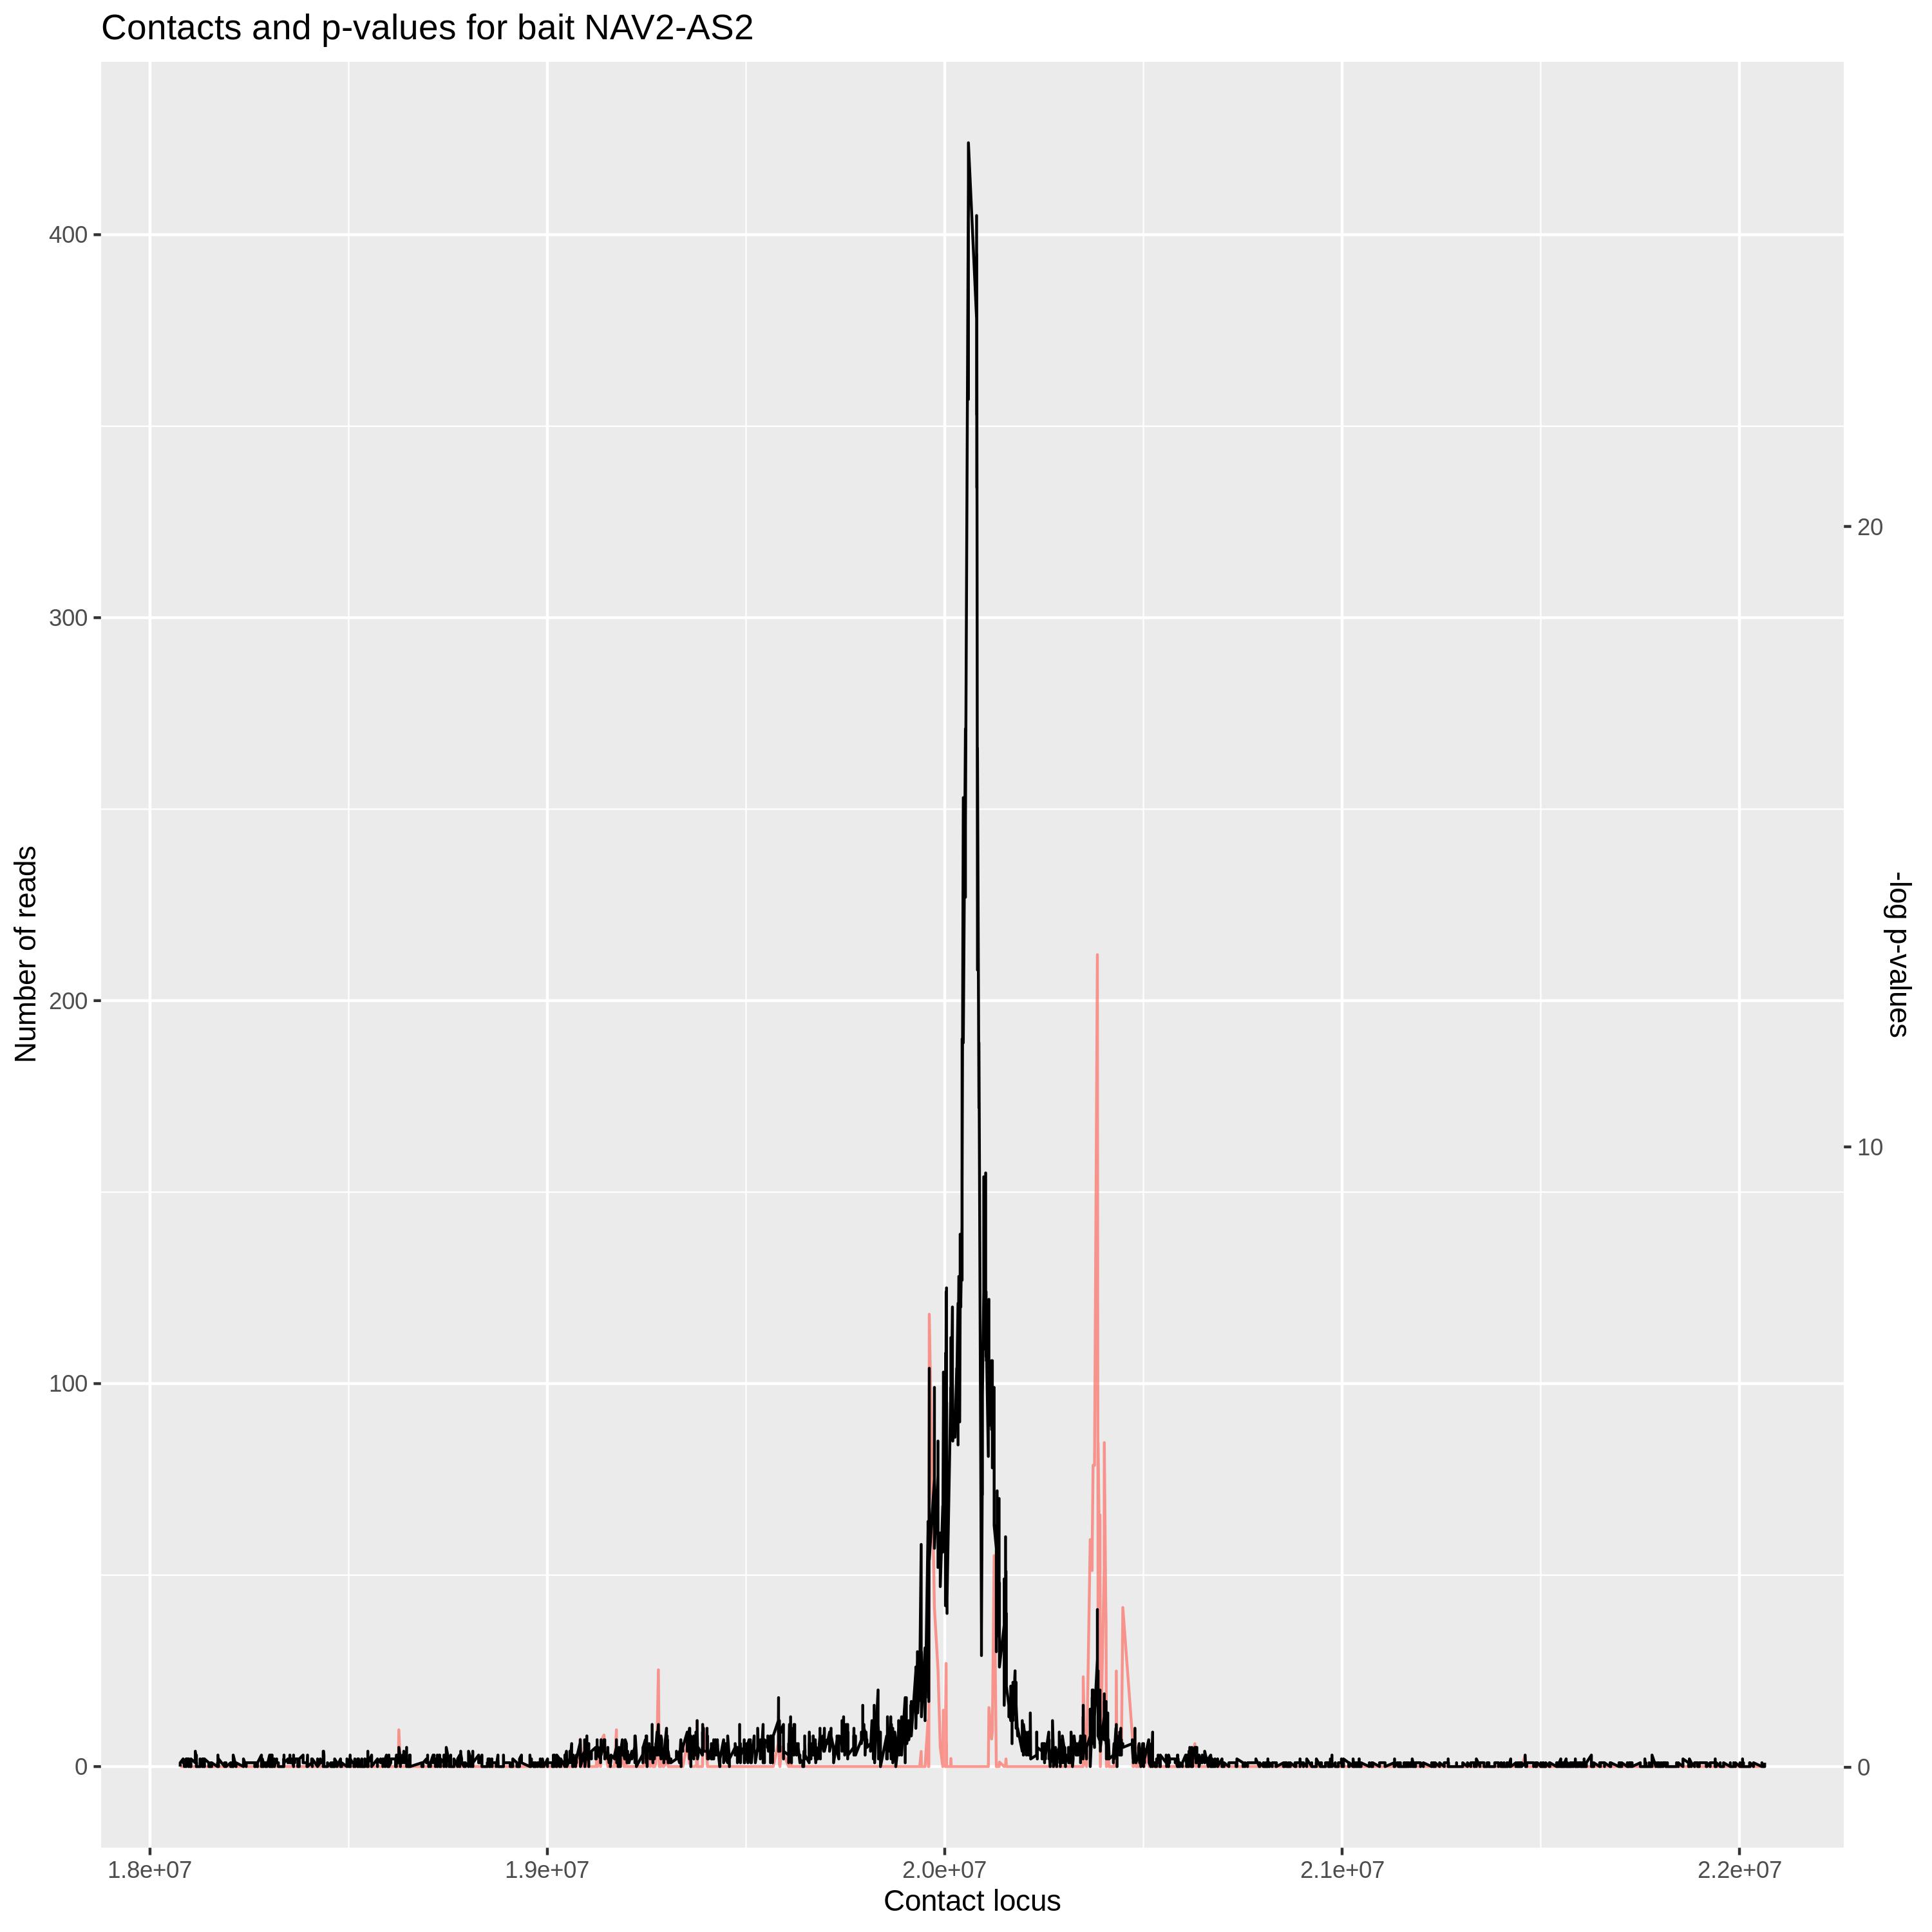 Contacts and p-values for bait NAV2-AS2
400
300
200
100
0
20
10
0
Number of reads
-log p-values
1.8e+07
1.9e+07
2.0e+07
2.1e+07
2.2e+07
Contact locus